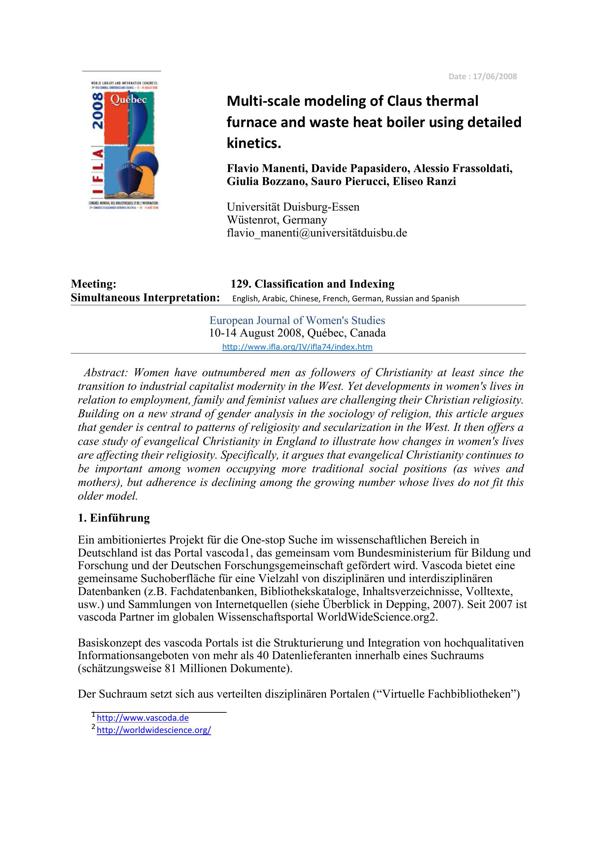 Date : 17/06/2008
IFLA 2008
Québec
Multi-scale modeling of Claus thermal
furnace and waste heat boiler using detailed
kinetics.
Flavio Manenti, Davide Papasidero, Alessio Frassoldati,
Giulia Bozzano, Sauro Pierucci, Eliseo Ranzi
Universität Duisburg-Essen
Wüstenrot, Germany
flavio_manenti@universitätduisbu.de
Meeting: 129. Classification and Indexing
Simultaneous Interpretation: English, Arabic, Chinese, French, German, Russian and Spanish
European Journal of Women's Studies
10-14 August 2008, Québec, Canada
http://www.ifla.org/IV/ifla74/index.htm
Abstract: Women have outnumbered men as followers of Christianity at least since the
transition to industrial capitalist modernity in the West. Yet developments in women's lives in
relation to employment, family and feminist values are challenging their Christian religiosity.
Building on a new strand of gender analysis in the sociology of religion, this article argues
that gender is central to patterns of religiosity and secularization in the West. It then offers a
case study of evangelical Christianity in England to illustrate how changes in women's lives
are affecting their religiosity. Specifically, it argues that evangelical Christianity continues to
be important among women occupying more traditional social positions (as wives and
mothers), but adherence is declining among the growing number whose lives do not fit this
older model.
1. Einführung
Ein ambitioniertes Projekt für die One-stop Suche im wissenschaftlichen Bereich in
Deutschland ist das Portal vascoda1, das gemeinsam vom Bundesministerium für Bildung und
Forschung und der Deutschen Forschungsgemeinschaft gefördert wird. Vascoda bietet eine
gemeinsame Suchoberfläche für eine Vielzahl von disziplinären und interdisziplinären
Datenbanken (z.B. Fachdatenbanken, Bibliothekskataloge, Inhaltsverzeichnisse, Volltexte,
usw.) und Sammlungen von Internetquellen (siehe Überblick in Depping, 2007). Seit 2007 ist
vascoda Partner im globalen Wissenschaftsportal WorldWideScience.org2.
Basiskonzept des vascoda Portals ist die Strukturierung und Integration von hochqualitativen
Informationsangeboten von mehr als 40 Datenlieferanten innerhalb eines Suchraums
(schätzungsweise 81 Millionen Dokumente).
Der Suchraum setzt sich aus verteilten disziplinären Portalen (“Virtuelle Fachbibliotheken”)
1 http://www.vascoda.de
2 http://worldwidescience.org/